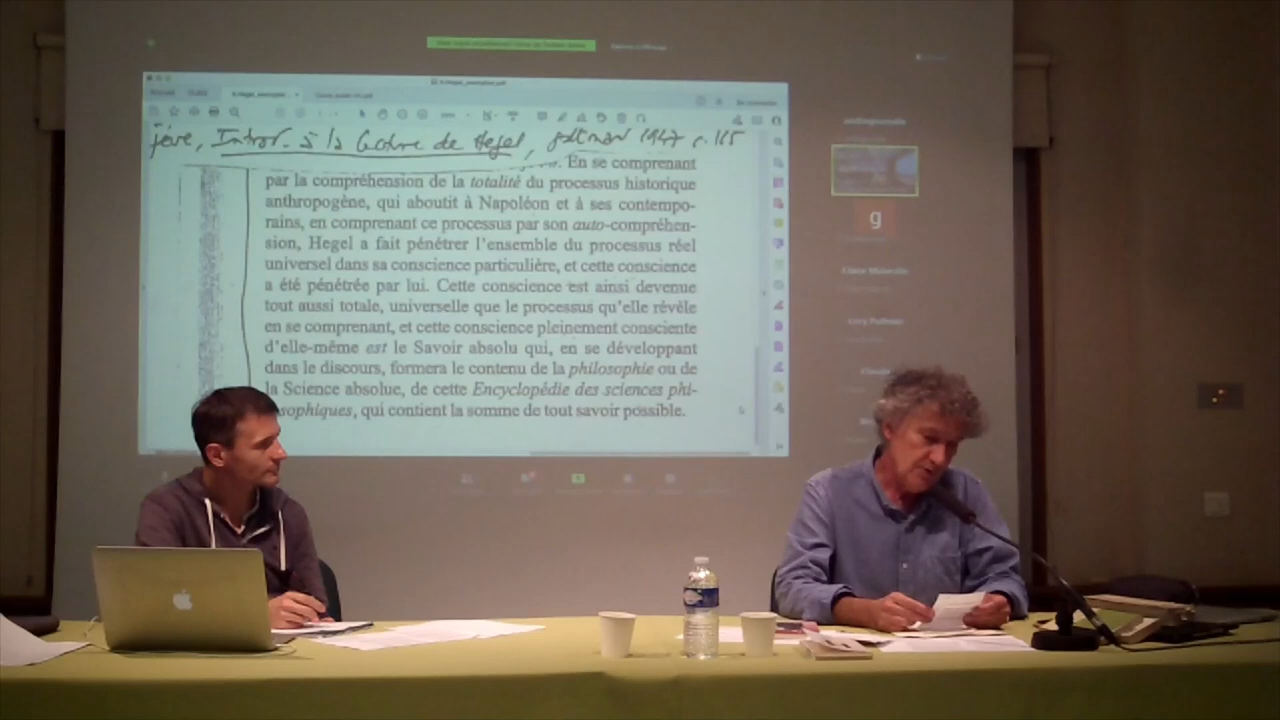 jève, Introd. à la lecture de Hegel, Gallimard 1947 p. 165
En se comprenant
par la compréhension de la totalité du processus historique
anthropogène, qui aboutit à Napoléon et à ses contempo-
rains, en comprenant ce processus par son auto-compréhen-
sion, Hegel a fait pénétrer l'ensemble du processus réel
universel dans sa conscience particulière, et cette conscience
a été pénétrée par lui. Cette conscience est ainsi devenue
tout aussi totale, universelle que le processus qu'elle révèle
en se comprenant, et cette conscience pleinement consciente
d'elle-même est le Savoir absolu qui, en se développant
dans le discours, formera le contenu de la philosophie ou de
la Science absolue, de cette Encyclopédie des sciences phi-
sophiques, qui contient la somme de tout savoir possible.
g